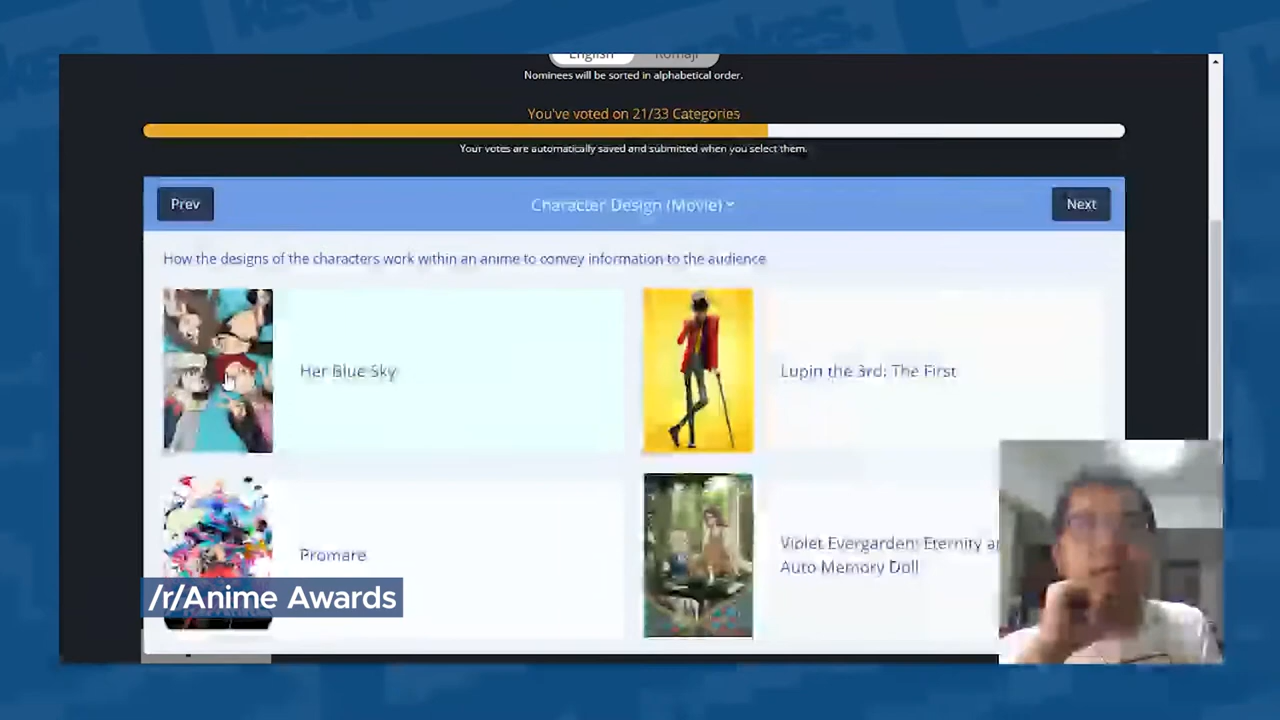 English
Romaji
Nominees will be sorted in alphabetical order.
You've voted on 21/33 Categories
Your votes are automatically saved and submitted when you select them.
Prev
Character Design (Movie)
Next
How the designs of the characters work within an anime to convey information to the audience
Her Blue Sky
Lupin the 3rd: The First
Promare
Violet Evergarden: Eternity
Auto Memory Doll
/r/Anime Awards